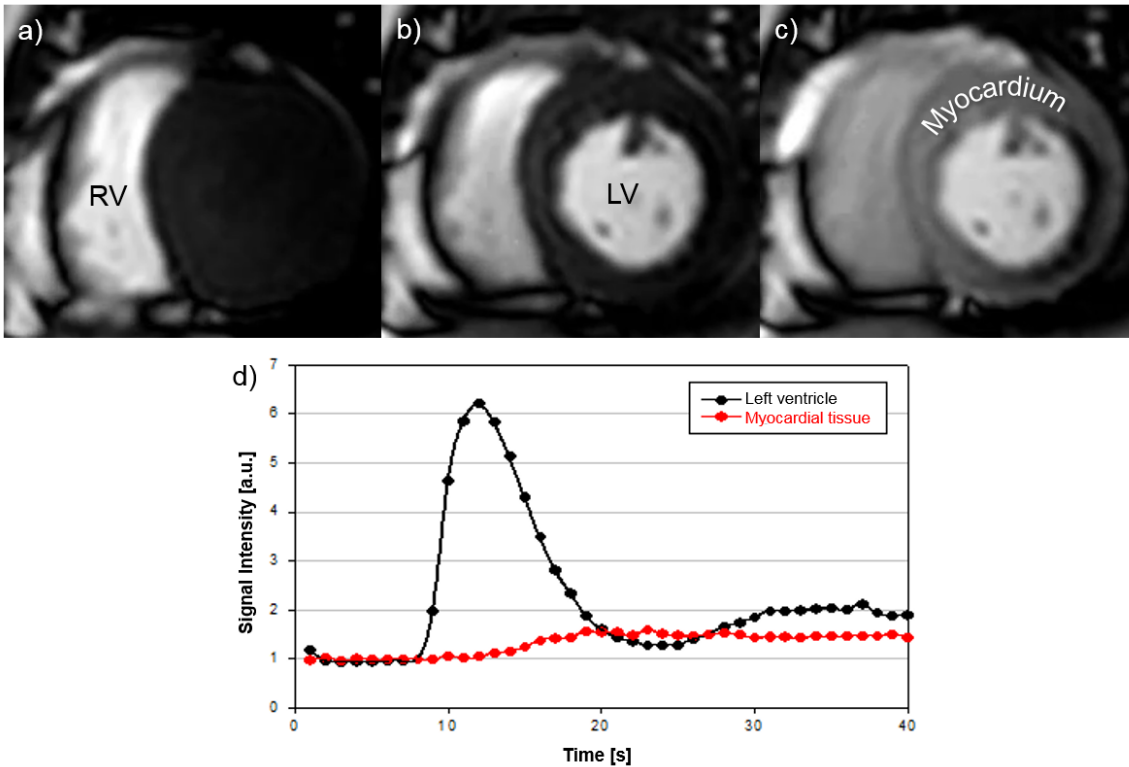 a)
b)
c)
Myocardium
RV
LV
d)
7
6
5
4
3
2
1
0
Signal Intensity [a.u.]
Left ventricle
Myocardial tissue
0
10
20
30
40
Time [s]